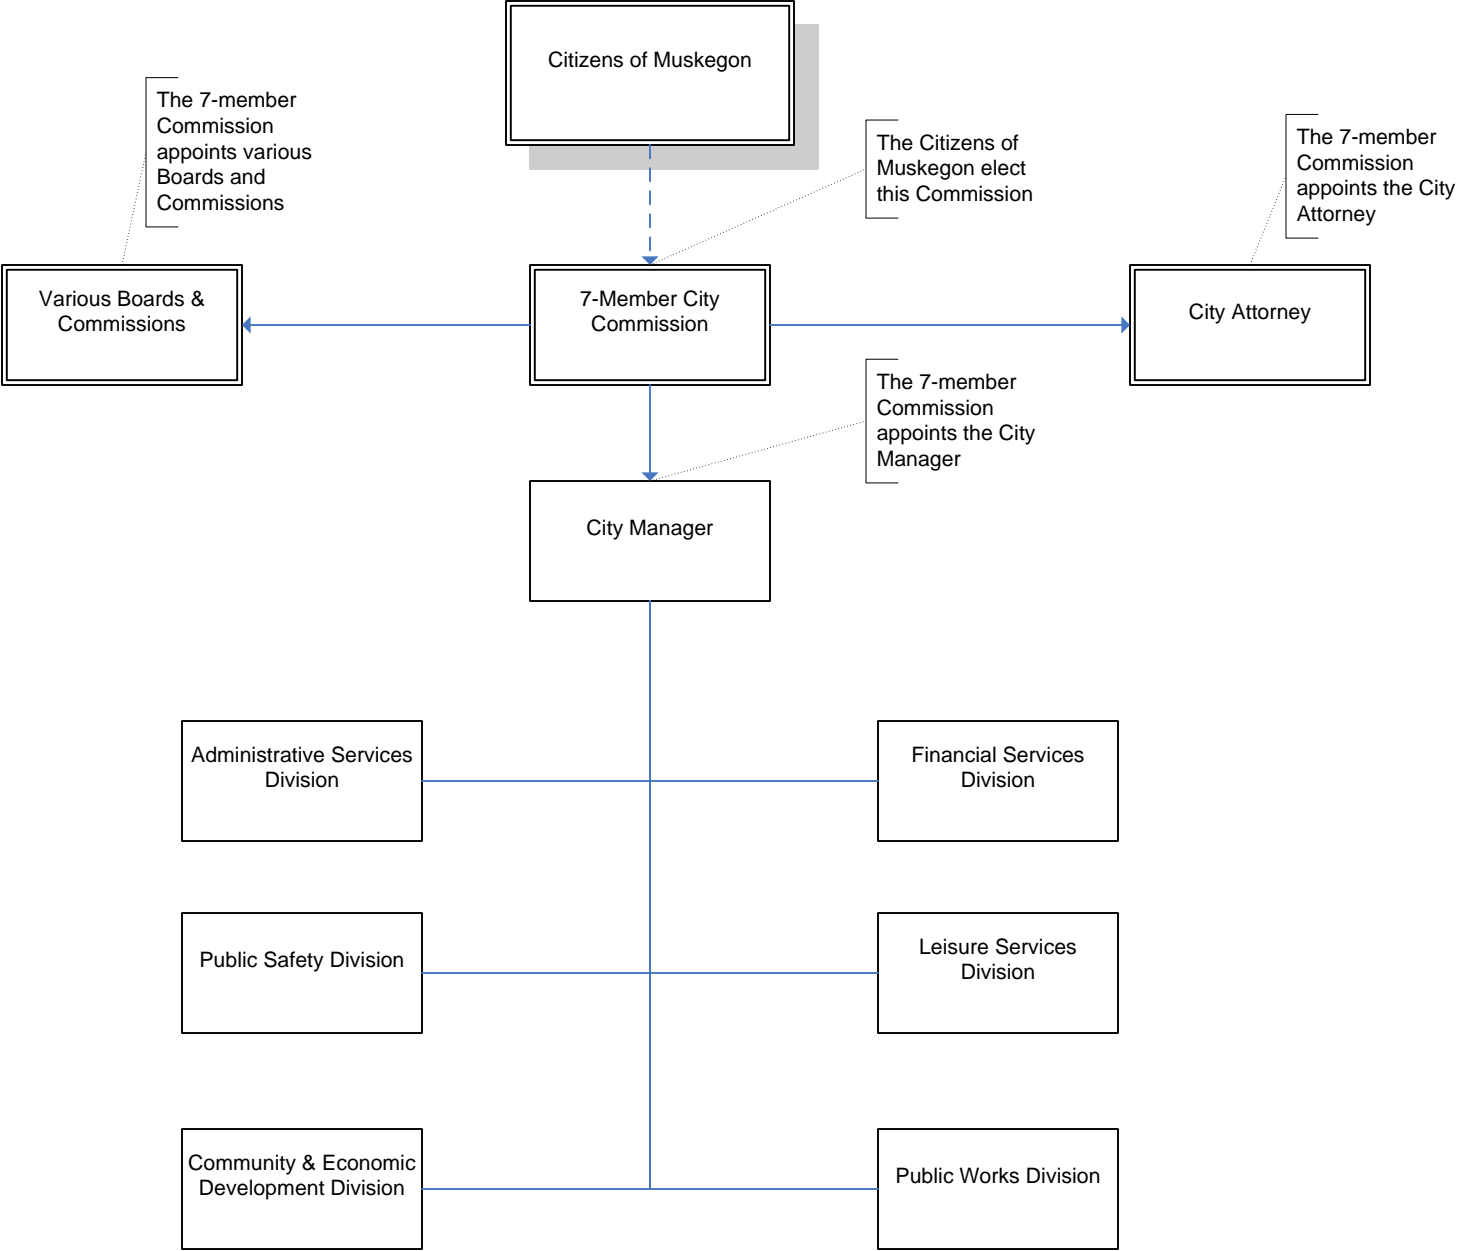 Citizens of Muskegon
The 7-member
Commission
appoints various
Boards and
Commissions
The Citizens of
Muskegon elect
this Commission
The 7-member
Commission
appoints the City
Attorney
Various Boards &
Commissions
7-Member City
Commission
City Attorney
The 7-member
Commission
appoints the City
Manager
City Manager
Administrative Services
Division
Financial Services
Division
Public Safety Division
Leisure Services
Division
Community & Economic
Development Division
Public Works Division